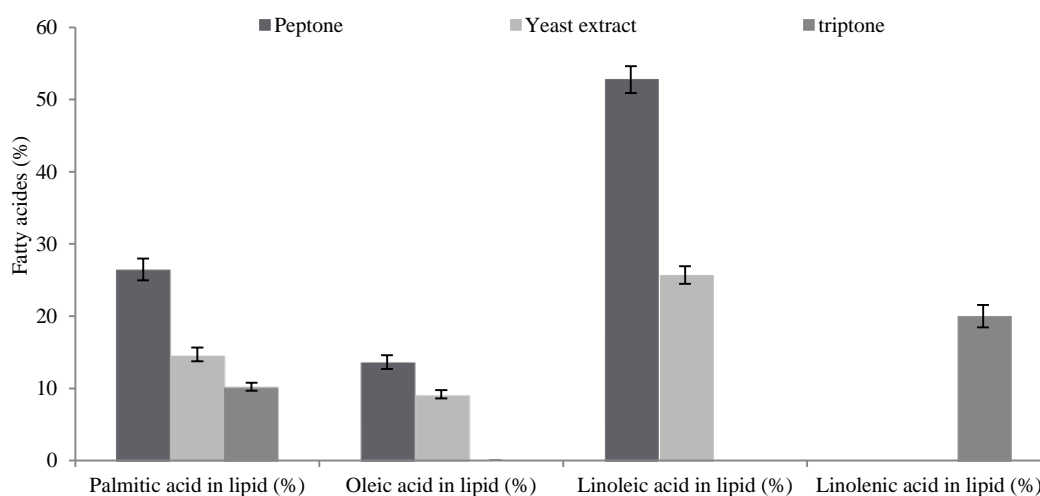 Peptone Yeast extract triptone
Fatty acides (%)
60
50
40
30
20
10
0
Palmitic acid in lipid (%) Oleic acid in lipid (%) Linoleic acid in lipid (%) Linolenic acid in lipid (%)